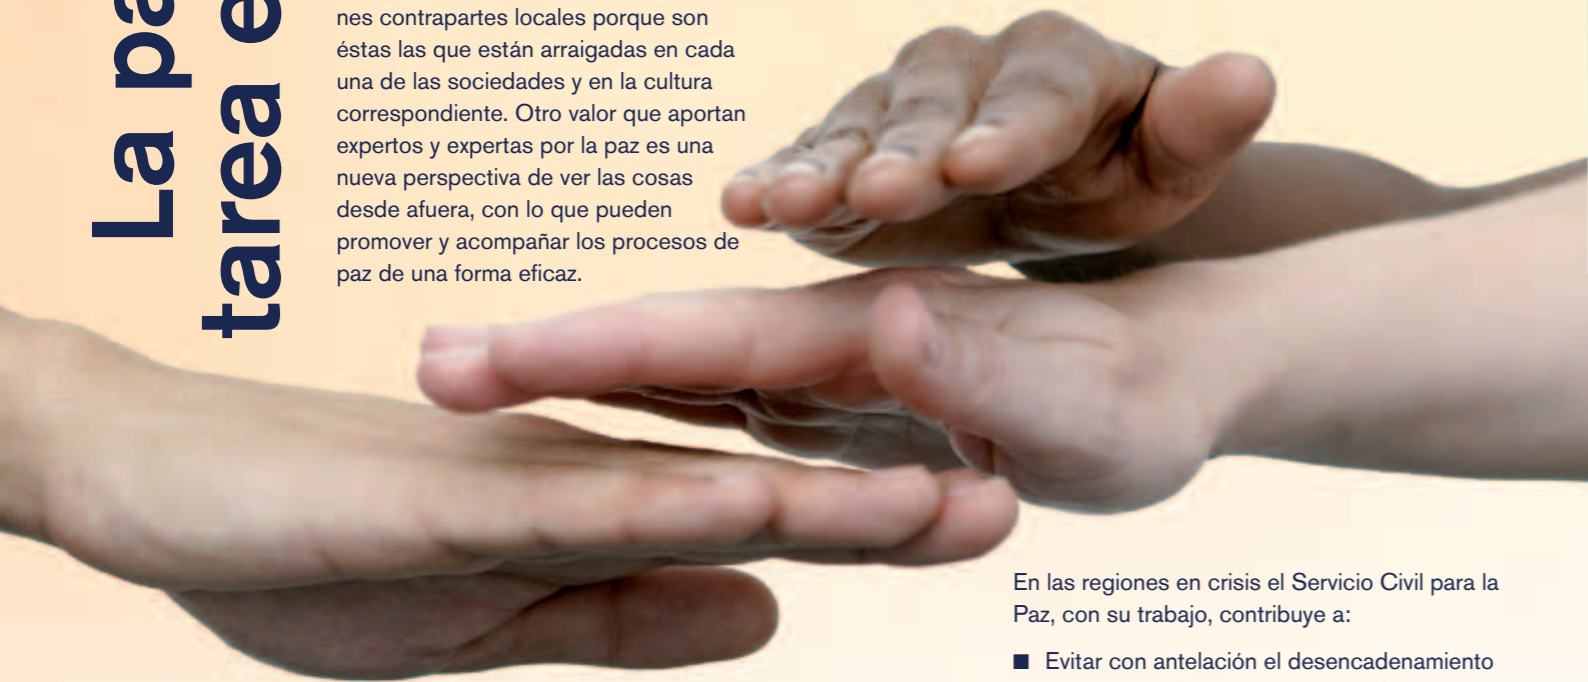 La
tarea
nes contrapartes locales porque son
éstas las que están arraigadas en cada
una de las sociedades y en la cultura
correspondiente. Otro valor que aportan
expertos y expertas por la paz es una
nueva perspectiva de ver las cosas
desde afuera, con lo que pueden
promover y acompañar los procesos de
paz de una forma eficaz.
En las regiones en crisis el Servicio Civil para la
Paz, con su trabajo, contribuye a:
■ Evitar con antelación el desencadenamiento